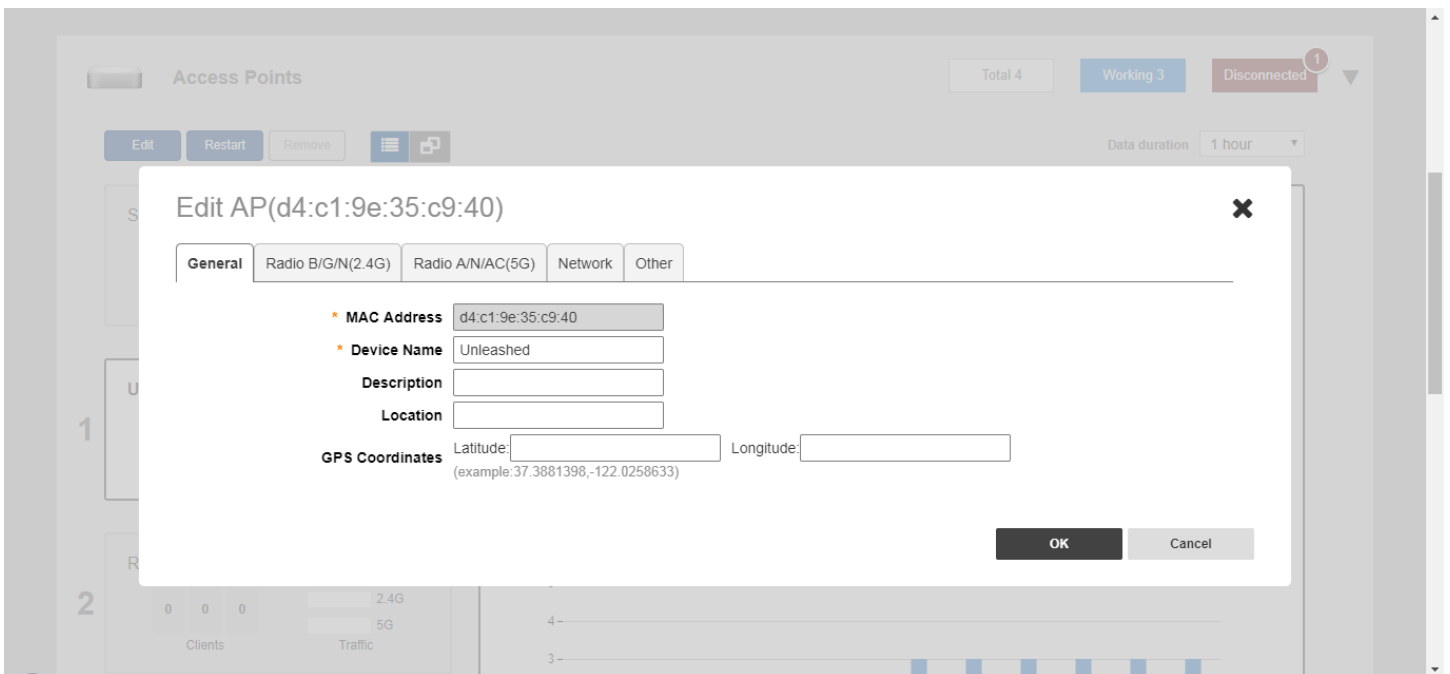 Access Points
Total 4
Working 3
Disconnected
1
Edit
Restart
Remove
Data duration
1 hour
S
Edit AP(d4:c1:9e:35:c9:40)
General
Radio B/G/N(2.4G)
Radio A/N/AC(5G)
Network
Other
* MAC Address
d4:c1:9e:35:c9:40
* Device Name
Unleashed
Description
Location
GPS Coordinates
Latitude:
Longitude:
(example:37.3881398,-122.0258633)
OK
Cancel
U
1
R
2
0 0 0
Clients
2.4G
5G
Traffic
4
3